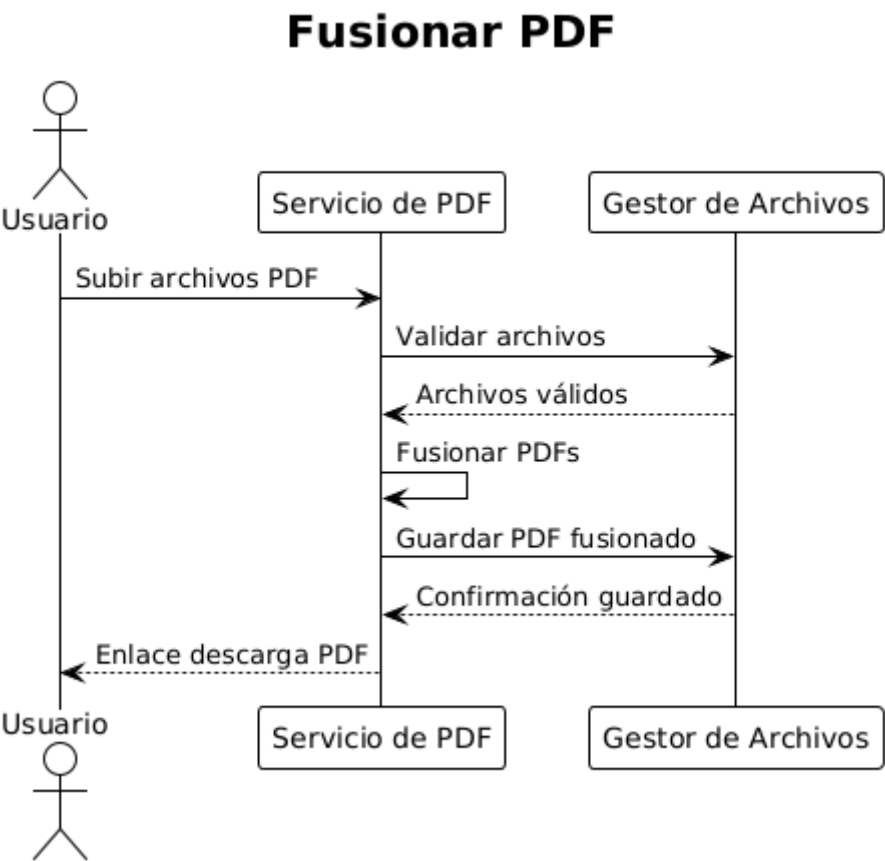 Fusionar PDF
Usuario
Servicio de PDF
Gestor de Archivos
Subir archivos PDF
Validar archivos
Archivos válidos
Fusionar PDFs
Guardar PDF fusionado
Confirmación guardado
Enlace descarga PDF
Usuario
Servicio de PDF
Gestor de Archivos